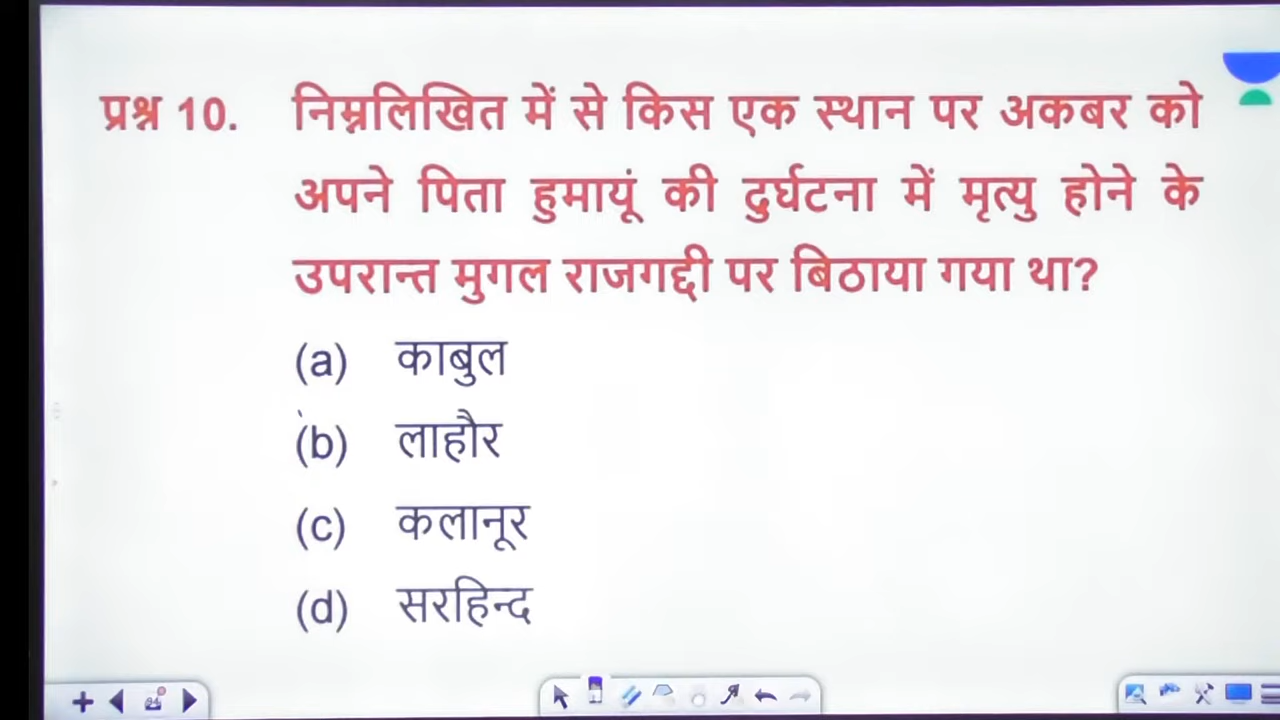 प्रश्न 10. निम्नलिखित में से किस एक स्थान पर अकबर को
अपने पिता हुमायूं की दुर्घटना में मृत्यु होने के
उपरान्त मुगल राजगद्दी पर बिठाया गया था?
(a) काबुल
(b) लाहौर
(c) कलानूर
(d) सरहिन्द